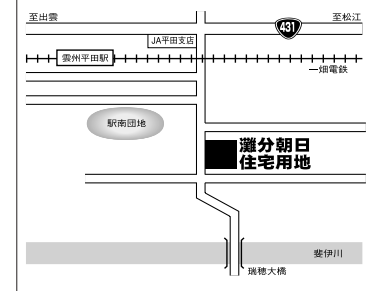 至出雲
至松江
431
JA平田支店
雲州平田駅
一畑電鉄
駅南団地
灘分朝日
住宅用地
斐伊川
瑞穂大橋